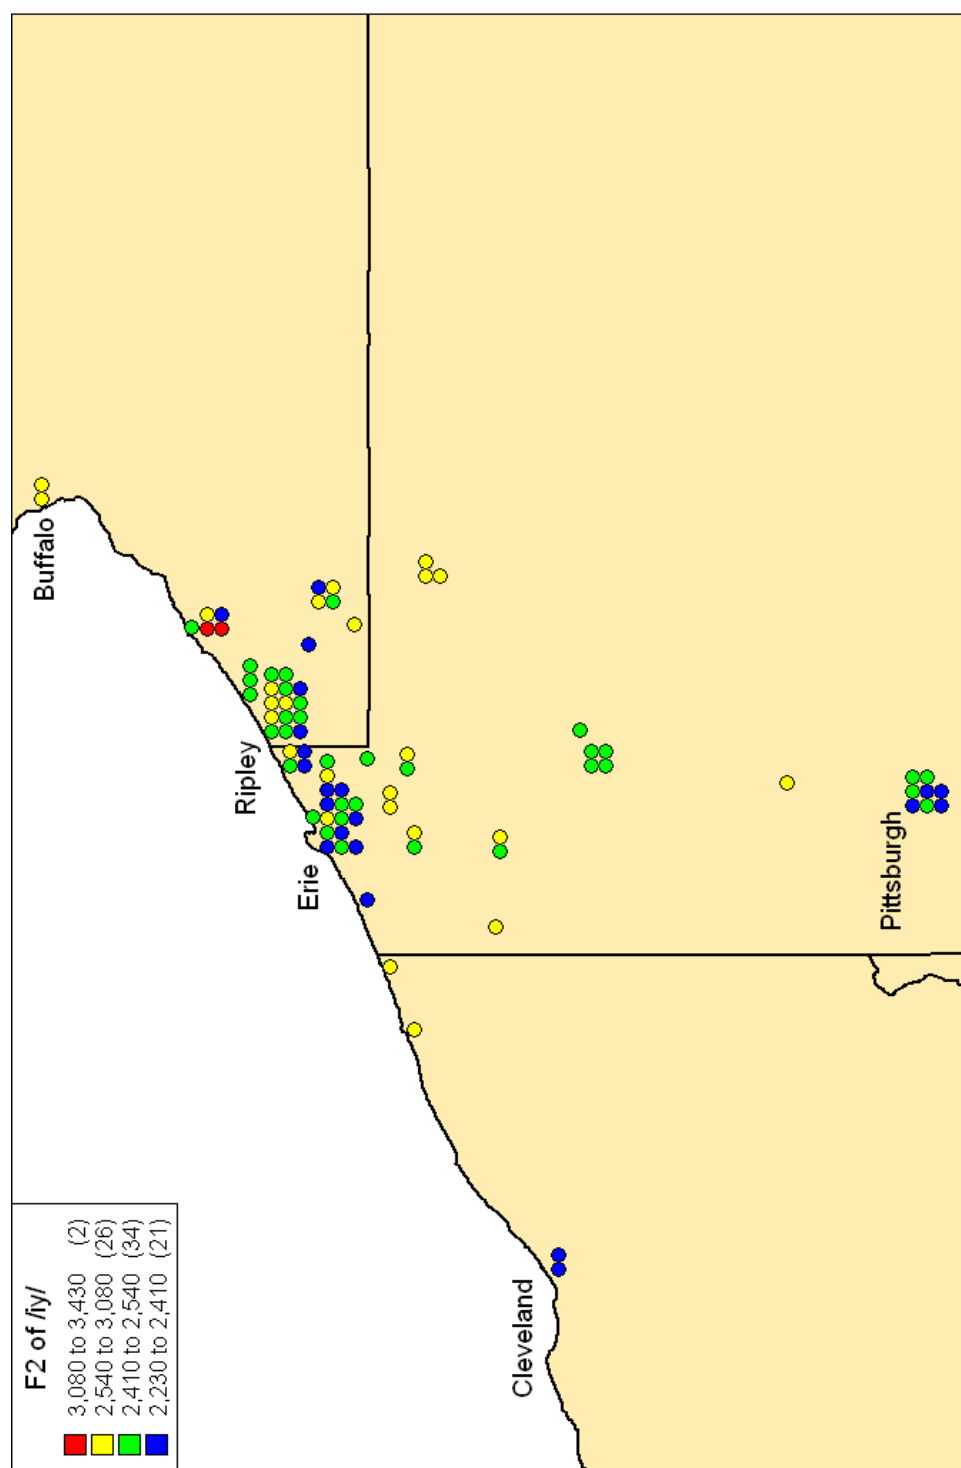 F2 of /iy/
3,080 to 3,430 (2)
2,540 to 3,080 (26)
2,410 to 2,540 (34)
2,230 to 2,410 (21)
Buffalo
Ripley
Erie
Cleveland
Pittsburgh